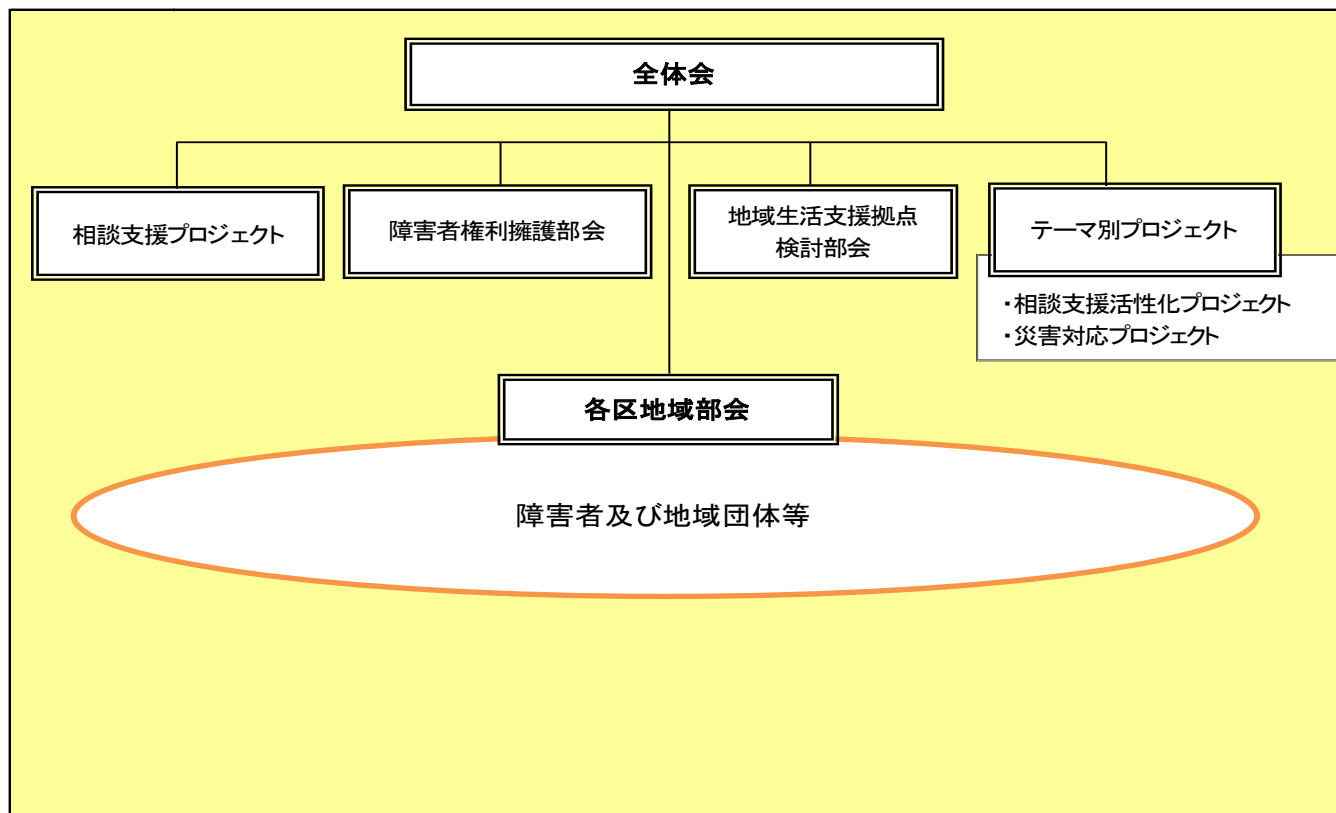 全体会
相談支援プロジェクト
障害者権利擁護部会
地域生活支援拠点
検討部会
テーマ別プロジェクト
・相談支援活性化プロジェクト
・災害対応プロジェクト
各区地域部会
障害者及び地域団体等